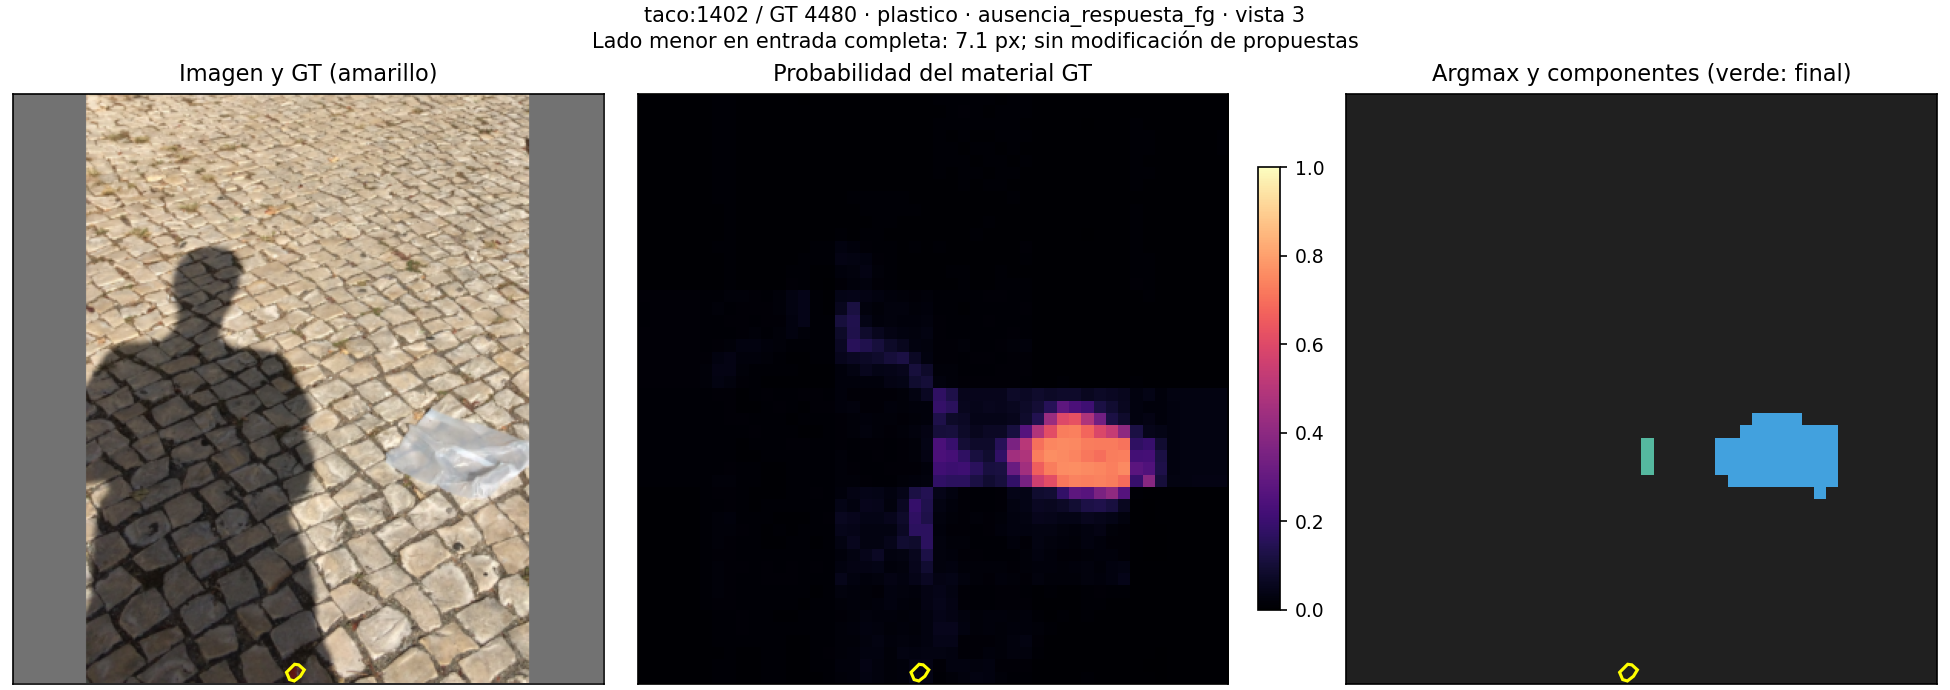 taco:1402 / GT 4480 · plastico · ausencia_respuesta_fg · vista 3
Lado menor en entrada completa: 7.1 px; sin modificación de propuestas
Imagen y GT (amarillo)
Probabilidad del material GT
Argmax y componentes (verde: final)
1.0
0.8
0.6
0.4
0.2
0.0